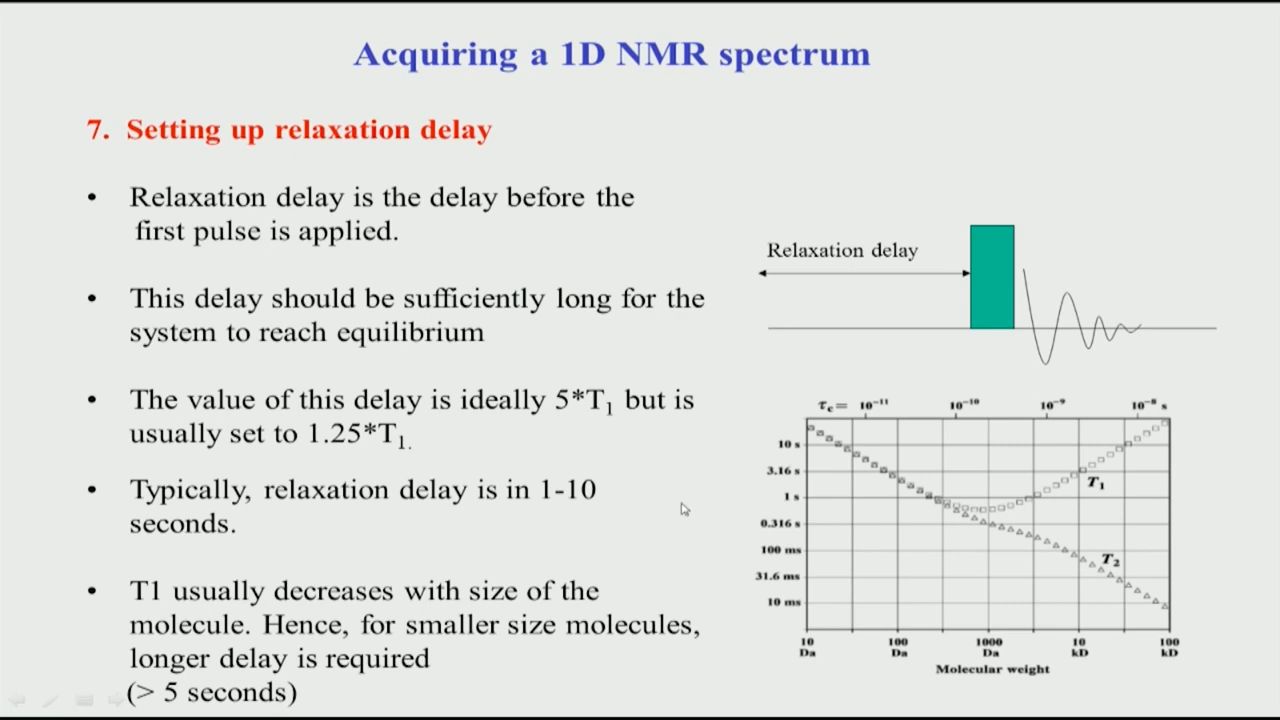 Acquiring a 1D NMR spectrum
7. Setting up relaxation delay
• Relaxation delay is the delay before the
first pulse is applied.
• This delay should be sufficiently long for the
system to reach equilibrium
• The value of this delay is ideally 5*T₁ but is
usually set to 1.25*T₁.
• Typically, relaxation delay is in 1-10
seconds.
• T1 usually decreases with size of the
molecule. Hence, for smaller size molecules,
longer delay is required
(> 5 seconds)
Relaxation delay
τc = 10⁻¹¹ 10⁻¹⁰ 10⁻⁹ 10⁻⁸ s
10 s
3.16 s
1 s
0.316 s
100 ms
31.6 ms
10 ms
T₁
T₂
10 100 1000 10 100
Da Da Da kD kD
Molecular weight